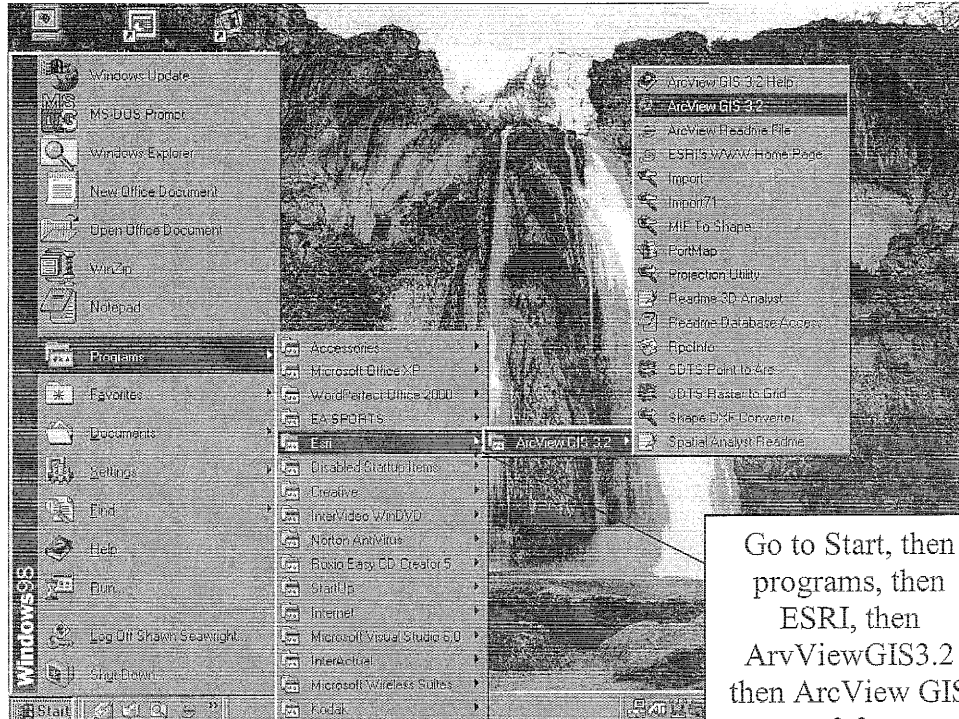 Windows Update
MS-DOS Prompt
Windows Explorer
New Office Document
Open Office Document
WinZip
Notepad
Programs
Favorites
Documents
Settings
Find
Help
Run...
Log Off Shawn Seawright...
Shut Down...
Windows98
Start
Accessories
Microsoft Office XP
WordPerfect Office 2000
EA SPORTS
Esri
Disabled Startup Items
Creative
InterVideo WinDVD
Norton AntiVirus
Roxio Easy CD Creator 5
StartUp
Internet
Microsoft Visual Studio 6.0
InterActual
Microsoft Wireless Suites
Kodak
ArcView GIS 3.2
ArcView GIS 3.2 Help
ArcView GIS 3.2
ArcView Readme File
ESRI's WWW Home Page
Import
Import71
MIF To Shape
PortMap
Projection Utility
Readme 3D Analyst
Readme Database Access
RpcInfo
SDTS Point to Arc
SDTS Raster to Grid
Shape DXF Converter
Spatial Analyst Readme
Go to Start, then
programs, then
ESRI, then
ArvViewGIS3.2
then ArcView GIS